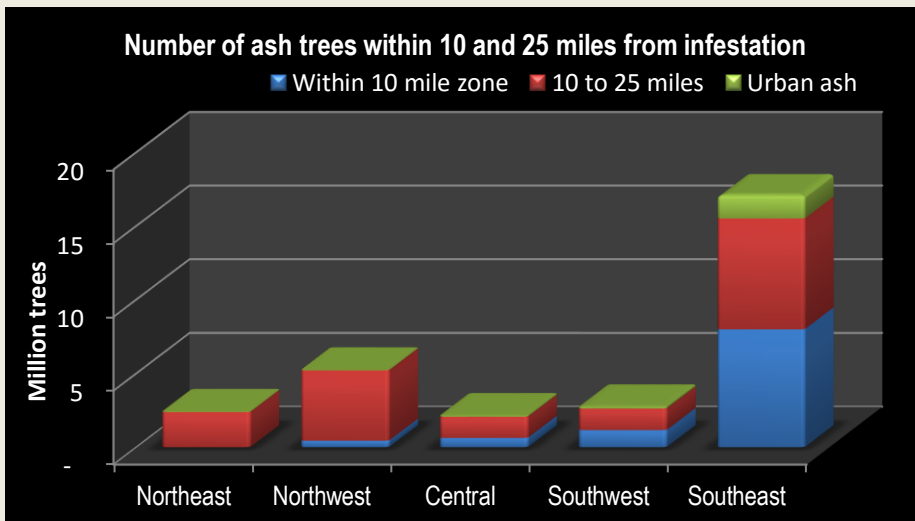 Number of ash trees within 10 and 25 miles from infestation
Within 10 mile zone 10 to 25 miles Urban ash
Million trees
20
15
10
5
-
Northeast Northwest Central Southwest Southeast